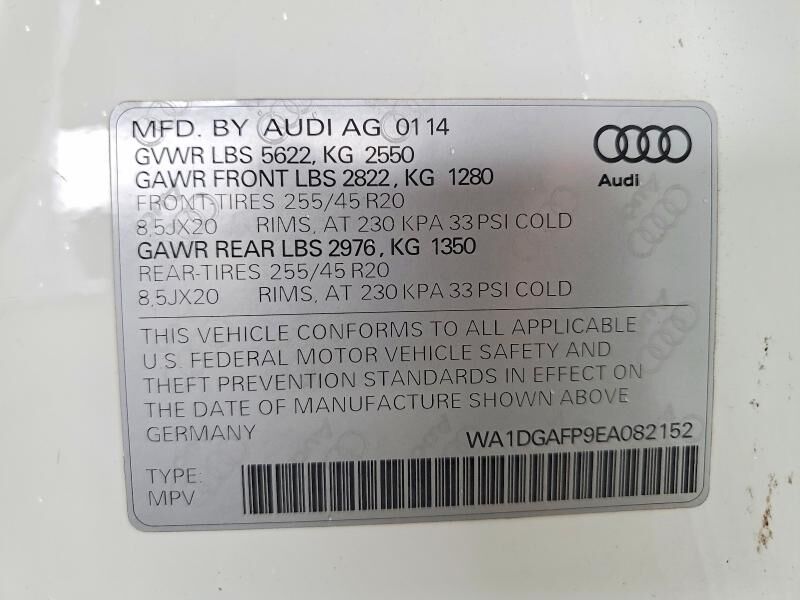 MFD. BY AUDI AG 01 14
GVWR LBS 5622, KG 2550
GAWR FRONT LBS 2822, KG 1280
FRONT-TIRES 255/45 R20
8,5JX20 RIMS, AT 230 KPA 33 PSI COLD
GAWR REAR LBS 2976, KG 1350
REAR-TIRES 255/45 R20
8,5JX20 RIMS, AT 230 KPA 33 PSI COLD
Audi
THIS VEHICLE CONFORMS TO ALL APPLICABLE
U.S. FEDERAL MOTOR VEHICLE SAFETY AND
THEFT PREVENTION STANDARDS IN EFFECT ON
THE DATE OF MANUFACTURE SHOWN ABOVE.
GERMANY WA1DGAFP9EA082152
TYPE:
MPV